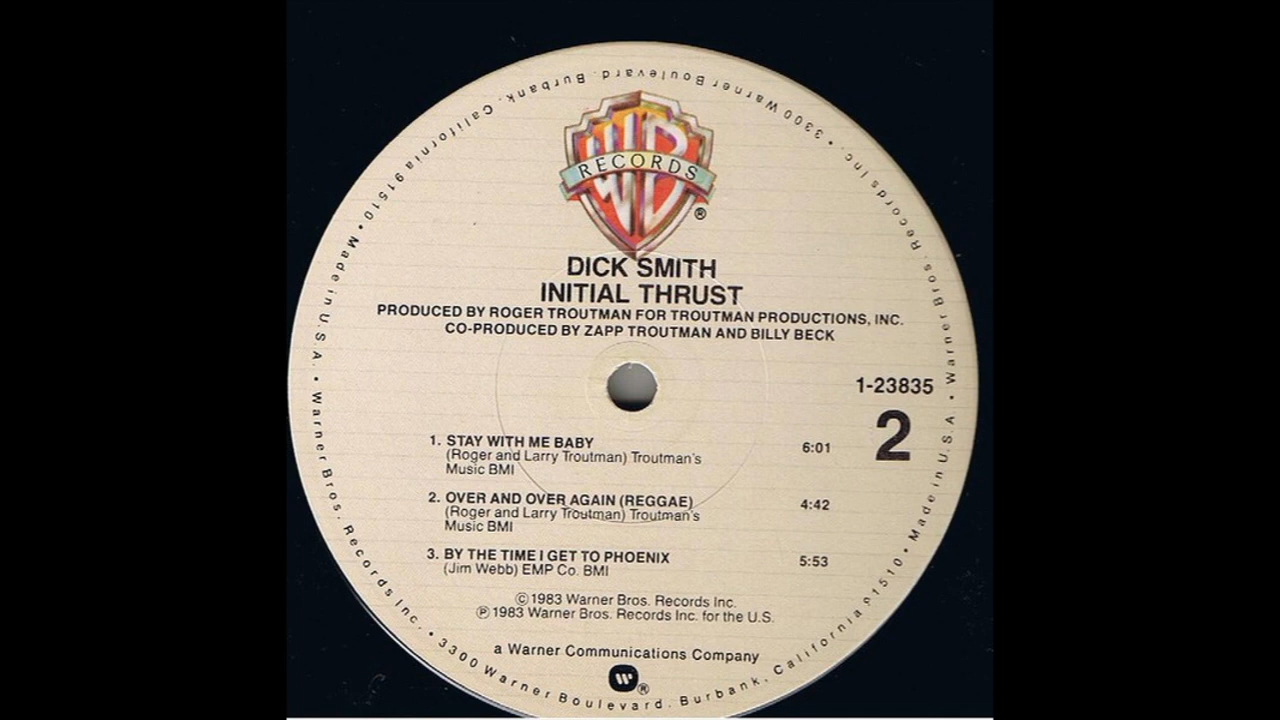 WB
RECORDS
®
DICK SMITH
INITIAL THRUST
PRODUCED BY ROGER TROUTMAN FOR TROUTMAN PRODUCTIONS, INC.
CO-PRODUCED BY ZAPP TROUTMAN AND BILLY BECK
1-23835
2
1. STAY WITH ME BABY 6:01
(Roger and Larry Troutman) Troutman's
Music BMI
2. OVER AND OVER AGAIN (REGGAE) 4:42
(Roger and Larry Troutman) Troutman's
Music BMI
3. BY THE TIME I GET TO PHOENIX 5:53
(Jim Webb) EMP Co. BMI
©1983 Warner Bros. Records Inc.
℗1983 Warner Bros. Records Inc. for the U.S.
a Warner Communications Company
®
Warner Bros. Records Inc. • 3300 Warner Boulevard, Burbank, California 91510 • Made in U.S.A. • Warner Bros. Records Inc. • 3300 Warner Boulevard, Burbank, California 91510 • Made in U.S.A. •